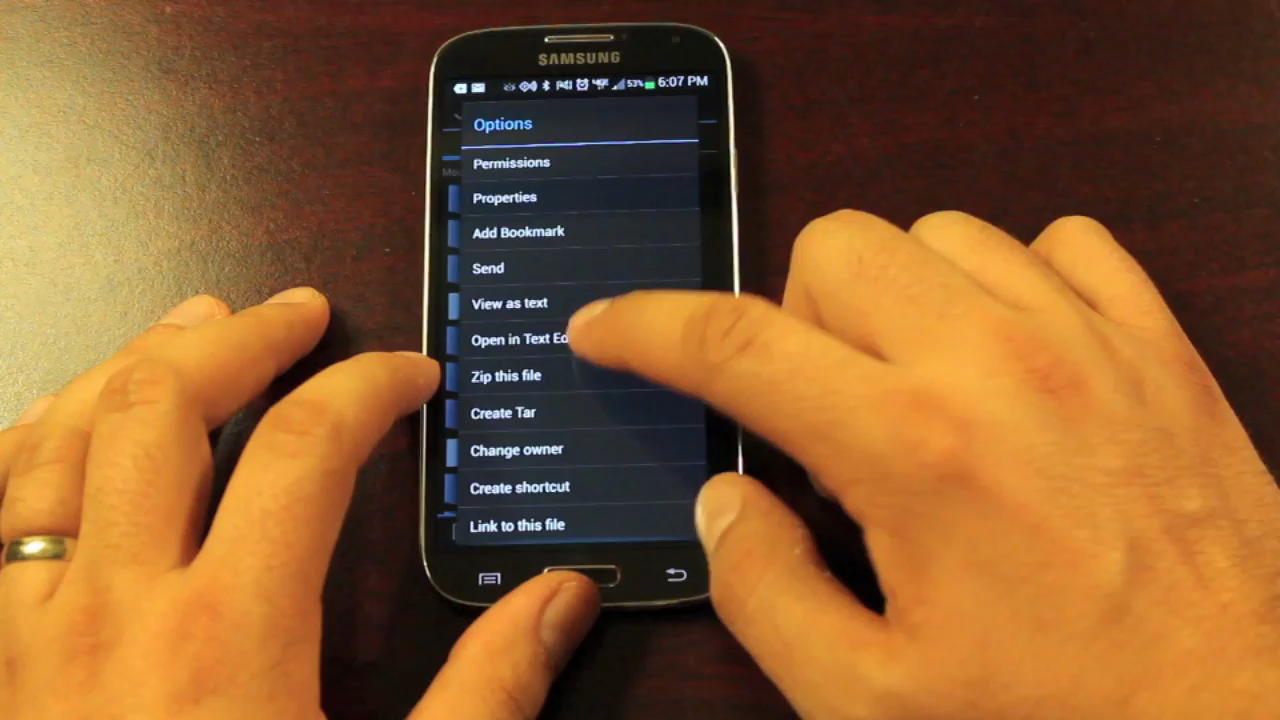 SAMSUNG
53% 6:07 PM
Options
Permissions
Properties
Add Bookmark
Send
View as text
Open in Text Ed
Zip this file
Create Tar
Change owner
Create shortcut
Link to this file